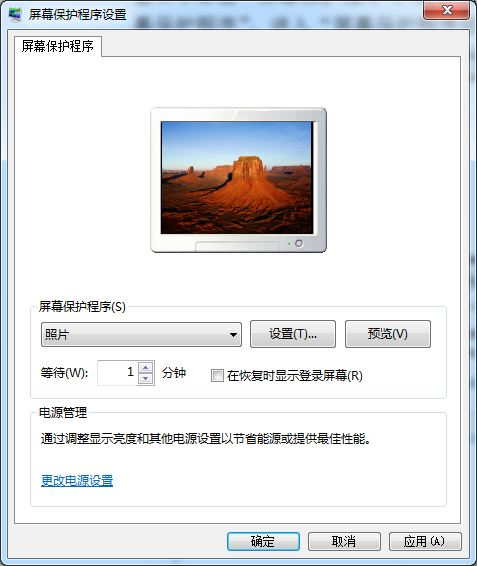 屏幕保护程序设置
屏幕保护程序
屏幕保护程序(S)
照片
设置(T)...
预览(V)
等待(W):
1
分钟
在恢复时显示登录屏幕(R)
电源管理
通过调整显示亮度和其他电源设置以节省能源或提供最佳性能。
更改电源设置
确定
取消
应用(A)